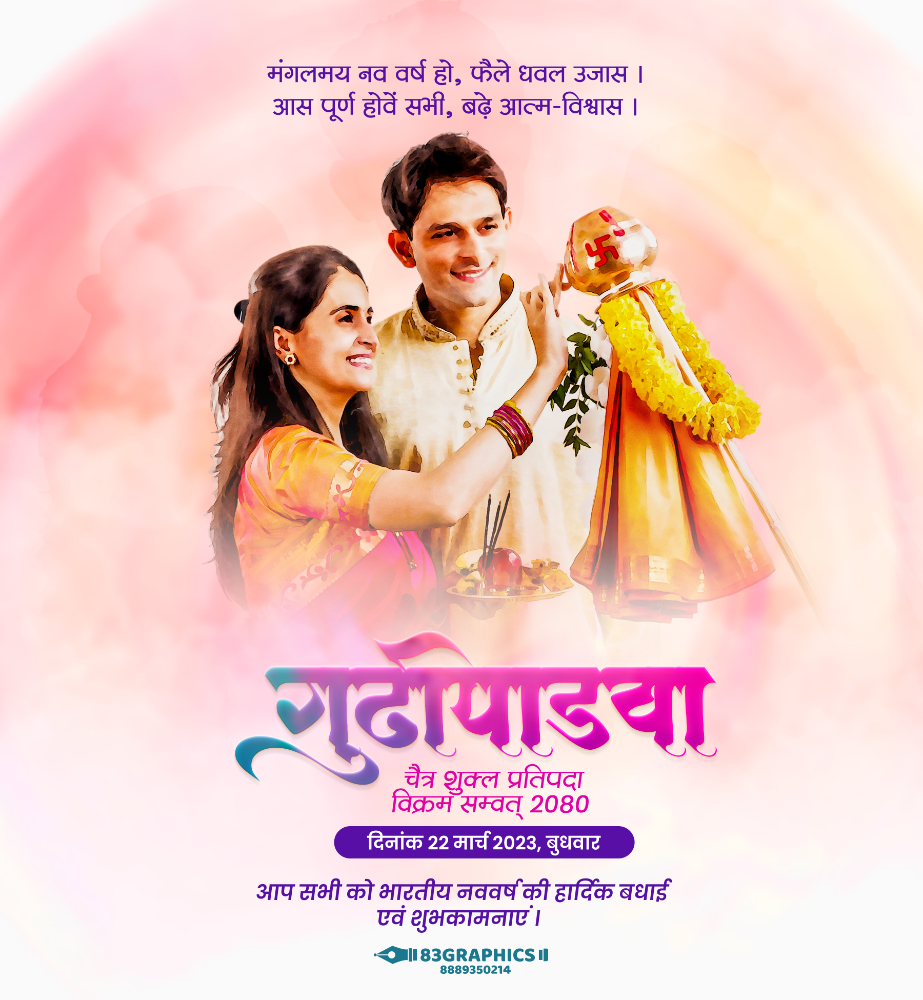 मंगलमय नव वर्ष हो, फैले धवल उजास ।
आस पूर्ण होवें सभी, बढ़े आत्म-विश्वास ।
गुढीपाडवा
चैत्र शुक्ल प्रतिपदा
विक्रम सम्वत् 2080
दिनांक 22 मार्च 2023, बुधवार
आप सभी को भारतीय नववर्ष की हार्दिक बधाई
एवं शुभकामनाएं ।
83GRAPHICS
8889350214